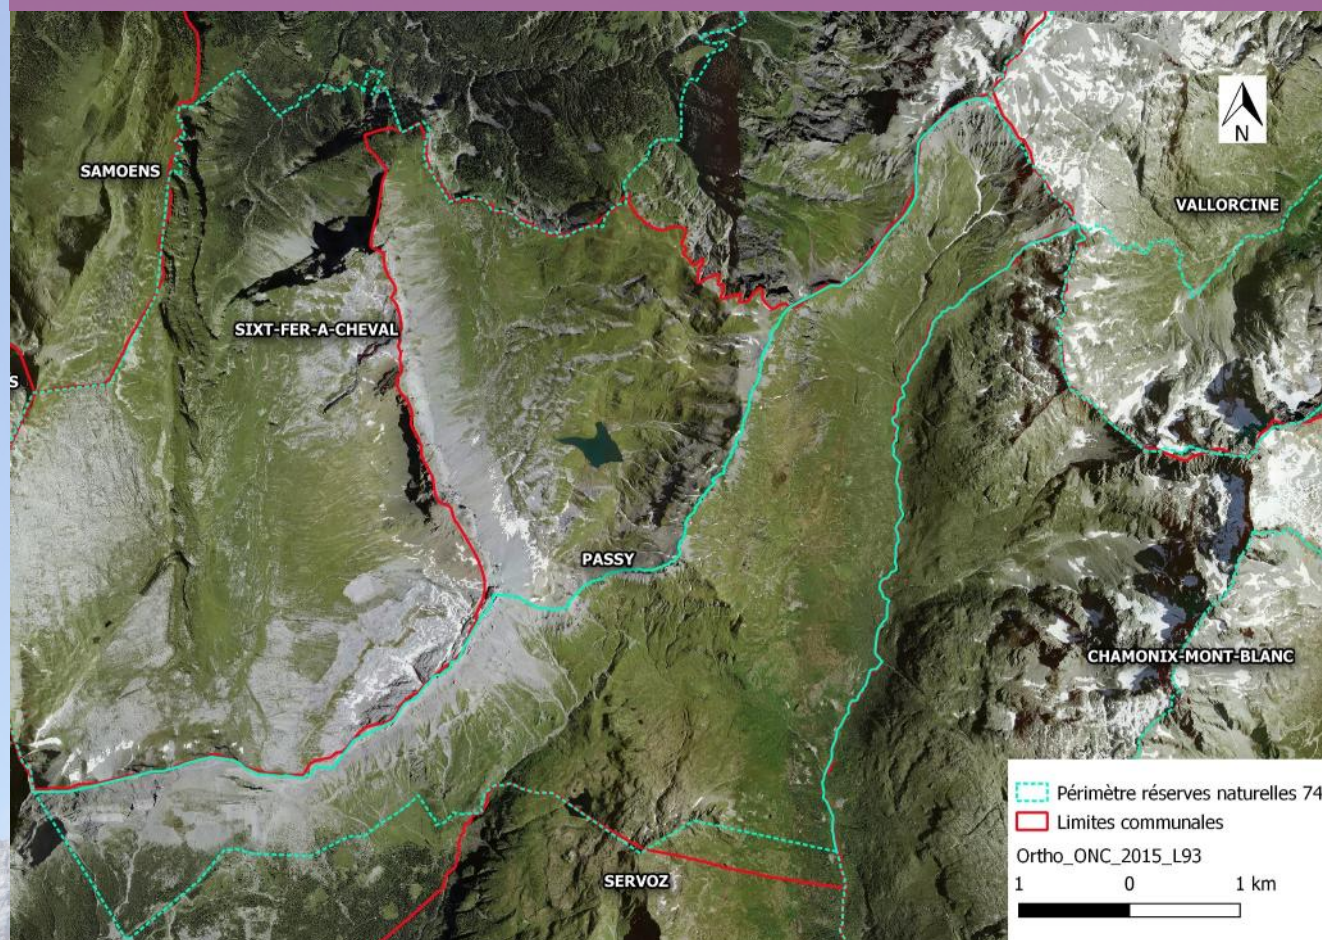 N
SAMOENS
VALLORCINE
SIXT-FER-A-CHEVAL
S
PASSY
CHAMONIX-MONT-BLANC
SERVOZ
Périmètre réserves naturelles 74
Limites communales
Ortho_ONC_2015_L93
1 0 1 km